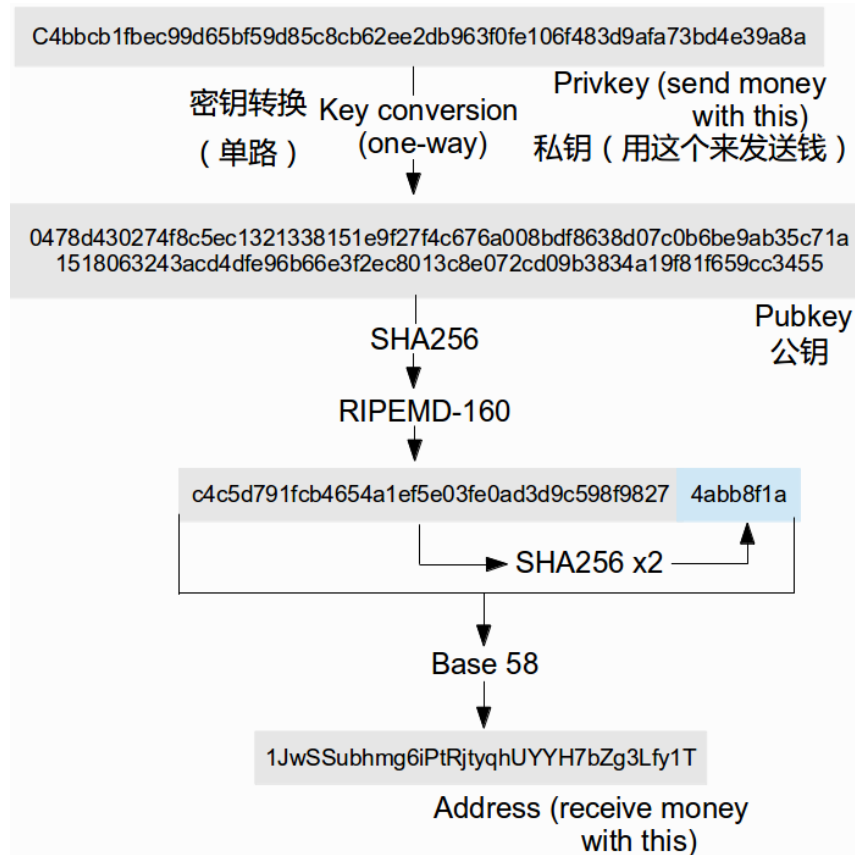 C4bbcb1fbec99d65bf59d85c8cb62ee2db963f0fe106f483d9afa73bd4e39a8a
密钥转换
（单路）
Key conversion
(one-way)
Privkey (send money
with this)
私钥（用这个来发送钱）
0478d430274f8c5ec1321338151e9f27f4c676a008bdf8638d07c0b6be9ab35c71a
1518063243acd4dfe96b66e3f2ec8013c8e072cd09b3834a19f81f659cc3455
Pubkey
公钥
SHA256
RIPEMD-160
c4c5d791fcb4654a1ef5e03fe0ad3d9c598f9827
4abb8f1a
SHA256 x2
Base 58
1JwSSubhmg6iPtRjtyqhUYYH7bZg3Lfy1T
Address (receive money
with this)